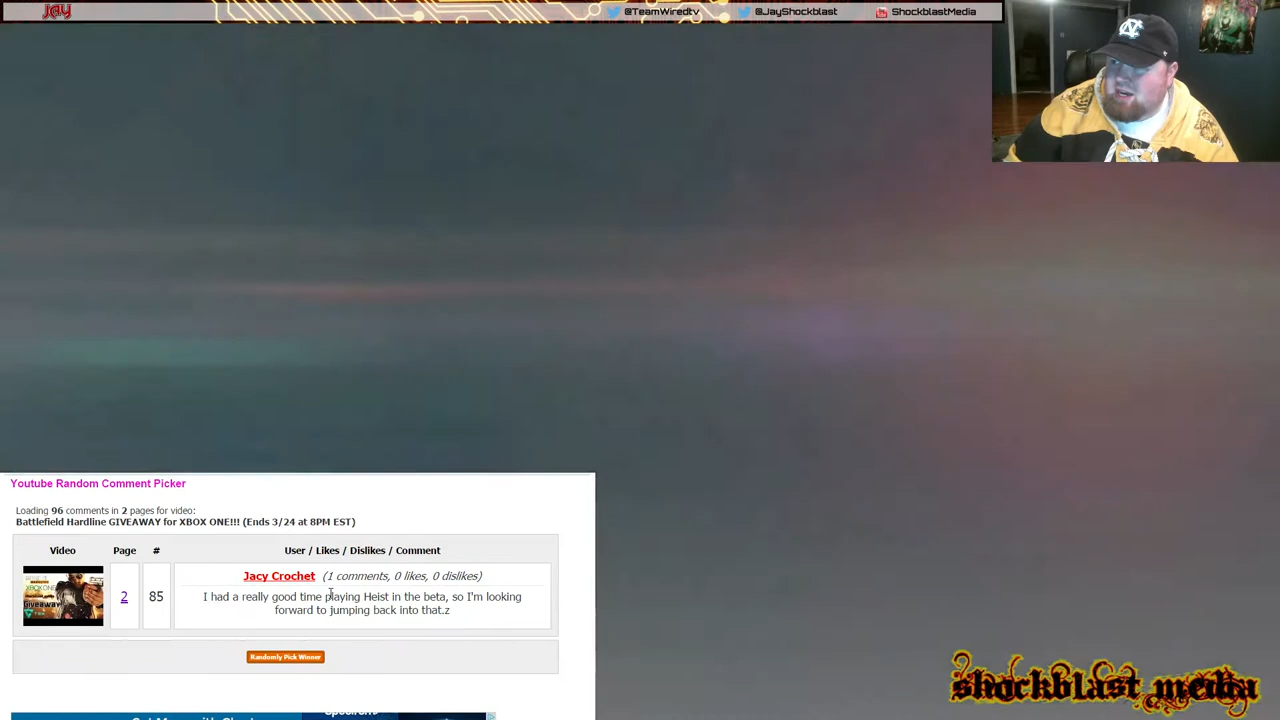 JAY
@TeamWiredtv
@JayShockblast
ShockblastMedia
NC
Youtube Random Comment Picker
Loading 96 comments in 2 pages for video:
Battlefield Hardline GIVEAWAY for XBOX ONE!!! (Ends 3/24 at 8PM EST)
Video Page # User / Likes / Dislikes / Comment
XBOXONE
Giveaway
2 85 Jacy Crochet (1 comments, 0 likes, 0 dislikes)
I had a really good time playing Heist in the beta, so I'm looking
forward to jumping back into that.z
Randomly Pick Winner
shockblast media